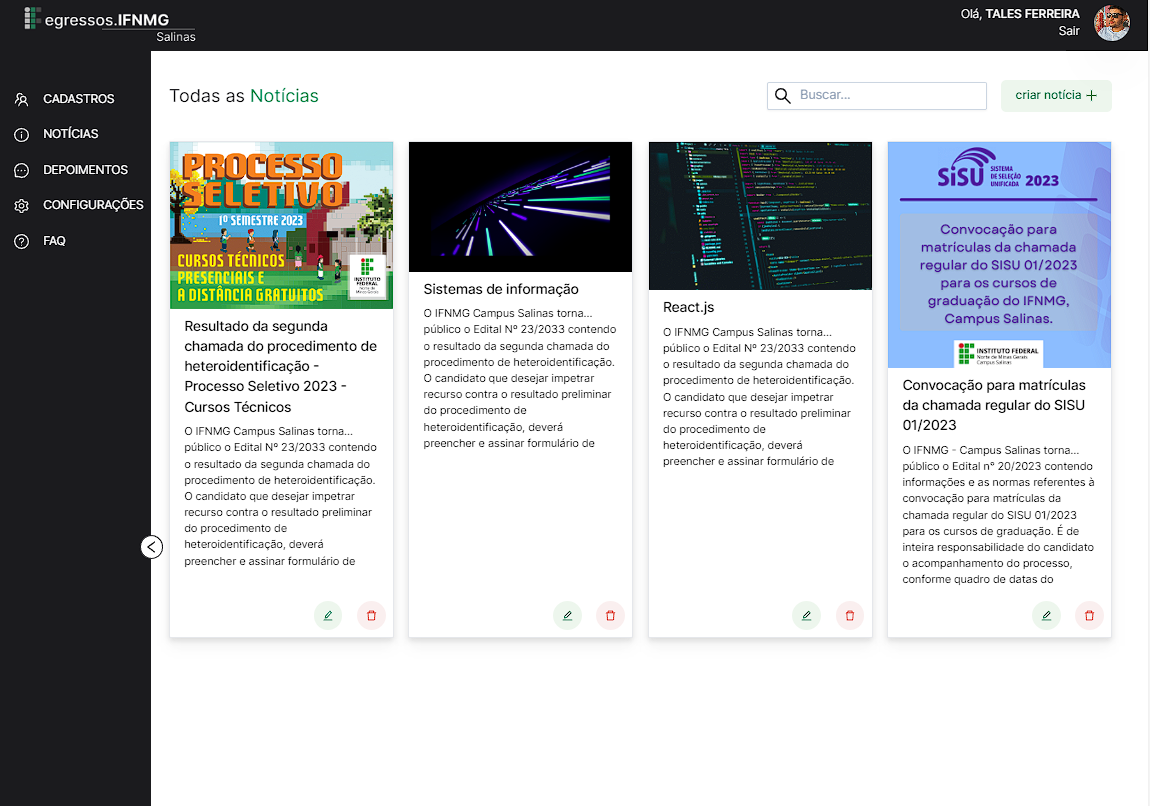 egressos.IFNMG
Salinas
Olá, TALES FERREIRA
Sair
CADASTROS
NOTÍCIAS
DEPOIMENTOS
CONFIGURAÇÕES
FAQ
Todas as Notícias
Buscar...
criar notícia +
PROCESSO
SELETIVO
1º SEMESTRE 2023
CURSOS TÉCNICOS
PRESENCIAIS E
A DISTÂNCIA GRATUITOS
INSTITUTO
FEDERAL
Norte de
Minas Gerais
Resultado da segunda
chamada do procedimento de
heteroidentificação -
Processo Seletivo 2023 -
Cursos Técnicos
O IFNMG Campus Salinas torna...
público o Edital Nº 23/2033 contendo
o resultado da segunda chamada do
procedimento de heteroidentificação.
O candidato que desejar impetrar
recurso contra o resultado preliminar
do procedimento de
heteroidentificação, deverá
preencher e assinar formulário de
Sistemas de informação
O IFNMG Campus Salinas torna...
público o Edital Nº 23/2033 contendo
o resultado da segunda chamada do
procedimento de heteroidentificação.
O candidato que desejar impetrar
recurso contra o resultado preliminar
do procedimento de
heteroidentificação, deverá
preencher e assinar formulário de
React.js
O IFNMG Campus Salinas torna...
público o Edital Nº 23/2033 contendo
o resultado da segunda chamada do
procedimento de heteroidentificação.
O candidato que desejar impetrar
recurso contra o resultado preliminar
do procedimento de
heteroidentificação, deverá
preencher e assinar formulário de
SiSU SISTEMA
DE SELEÇÃO
UNIFICADA 2023
Convocação para
matrículas da chamada
regular do SISU 01/2023
para os cursos de
graduação do IFNMG,
Campus Salinas.
INSTITUTO FEDERAL
Norte de Minas Gerais
Campus Salinas
Convocação para matrículas
da chamada regular do SISU
01/2023
O IFNMG - Campus Salinas torna...
público o Edital n° 20/2023 contendo
informações e as normas referentes à
convocação para matrículas da
chamada regular do SISU 01/2023
para os cursos de graduação. É de
inteira responsabilidade do candidato
o acompanhamento do processo,
conforme quadro de datas do